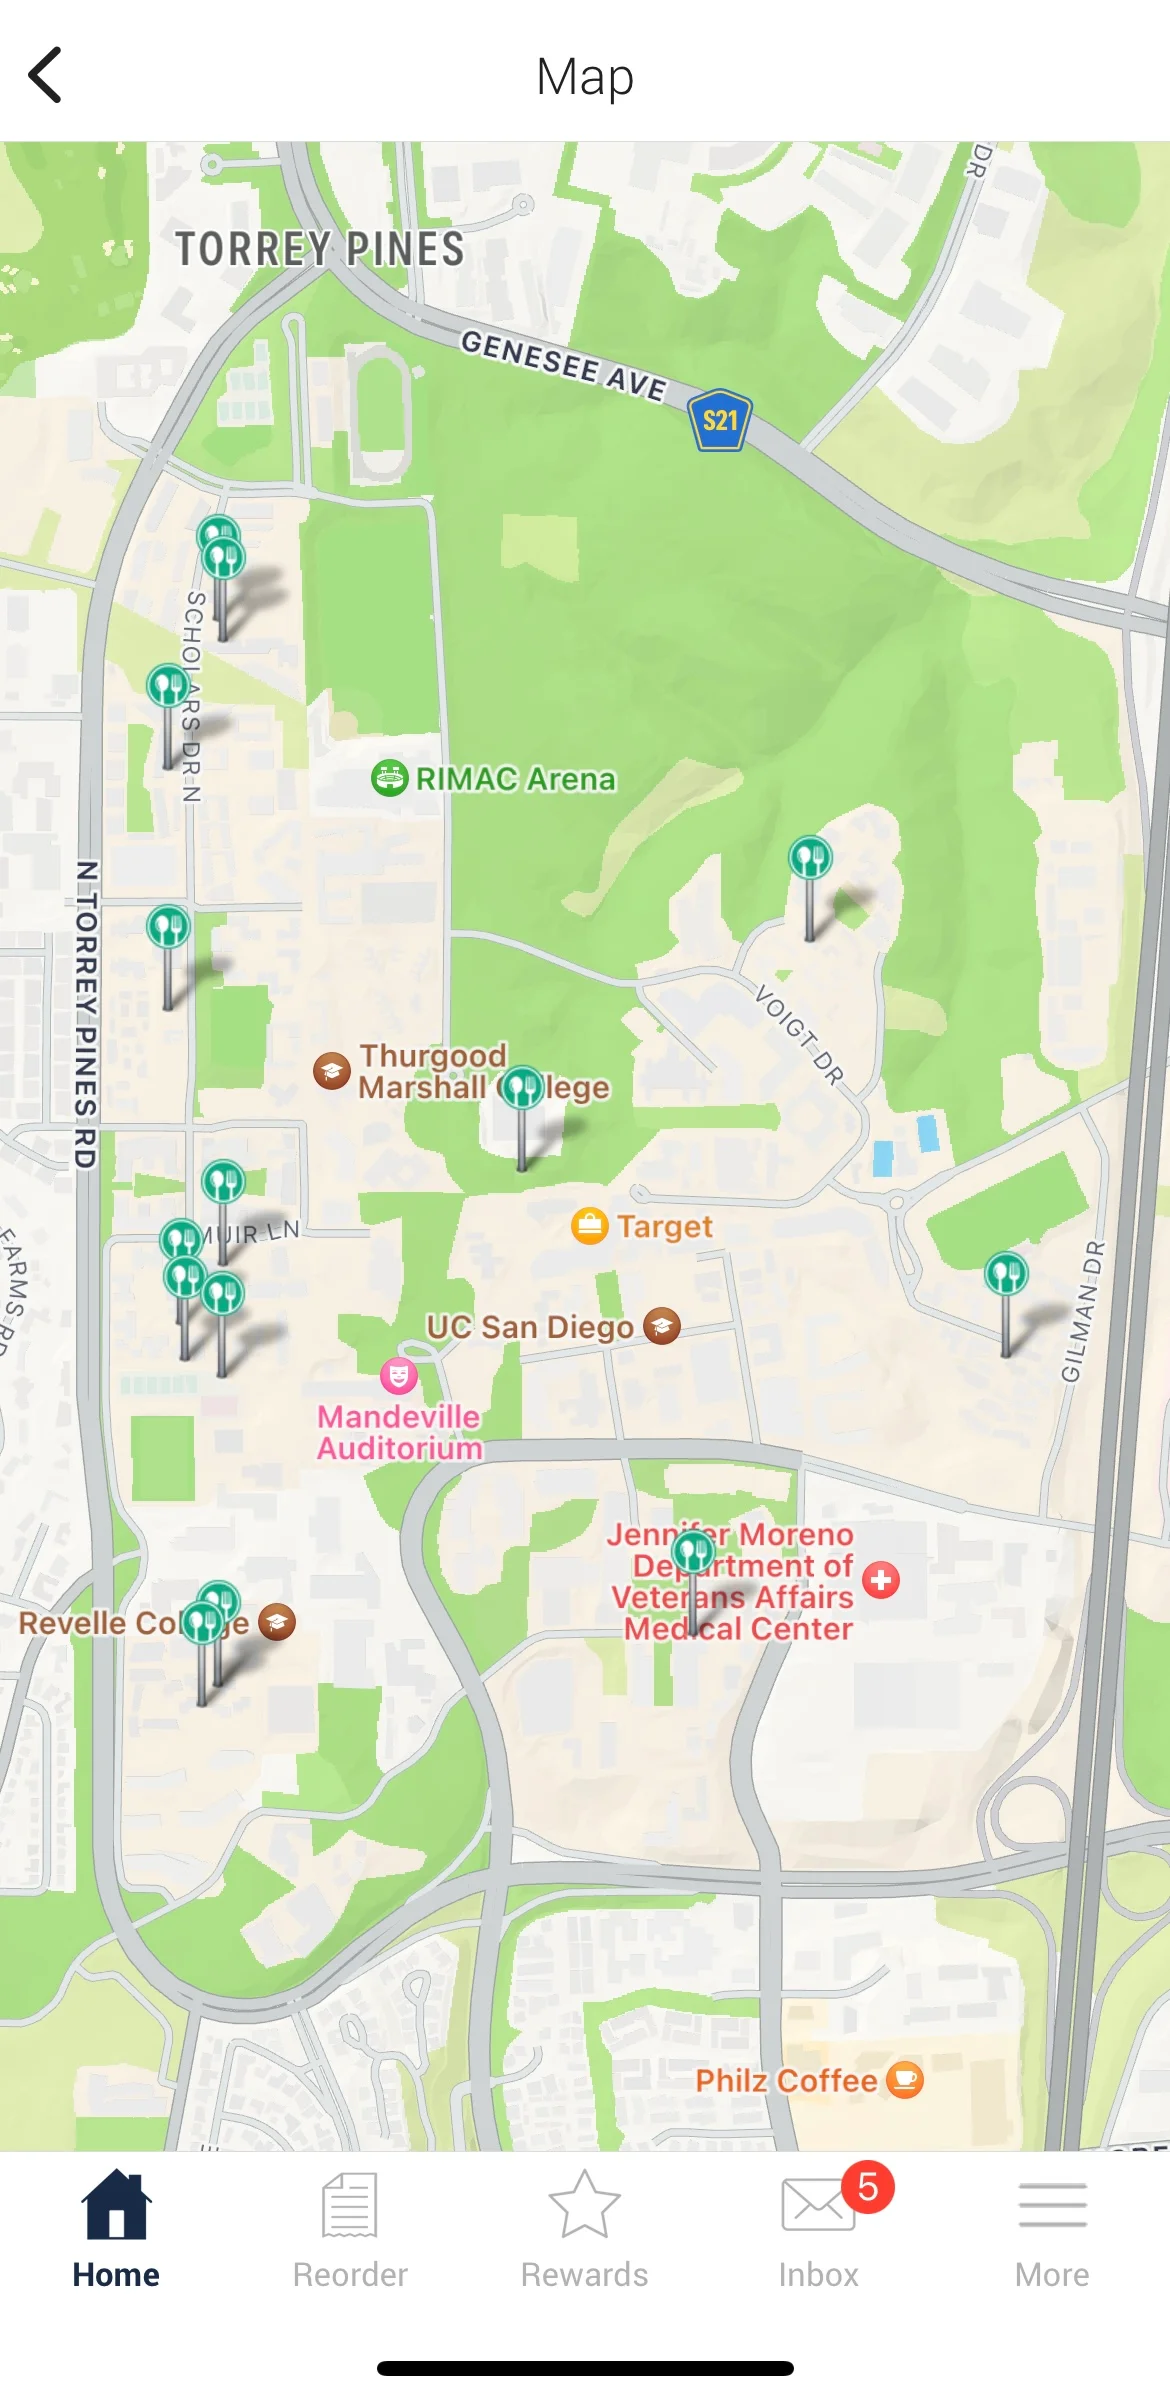 Map
DR
TORREY PINES
GENESEE AVE
S21
SCHOLARS DR N
RIMAC Arena
N TORREY PINES RD
VOIGT DR
Thurgood
Marshall College
MUIR LN
Target
FARMS RD
GILMAN DR
UC San Diego
Mandeville
Auditorium
Jennifer Moreno
Department of
Veterans Affairs
Medical Center
Revelle College
Philz Coffee
5
Home
Reorder
Rewards
Inbox
More